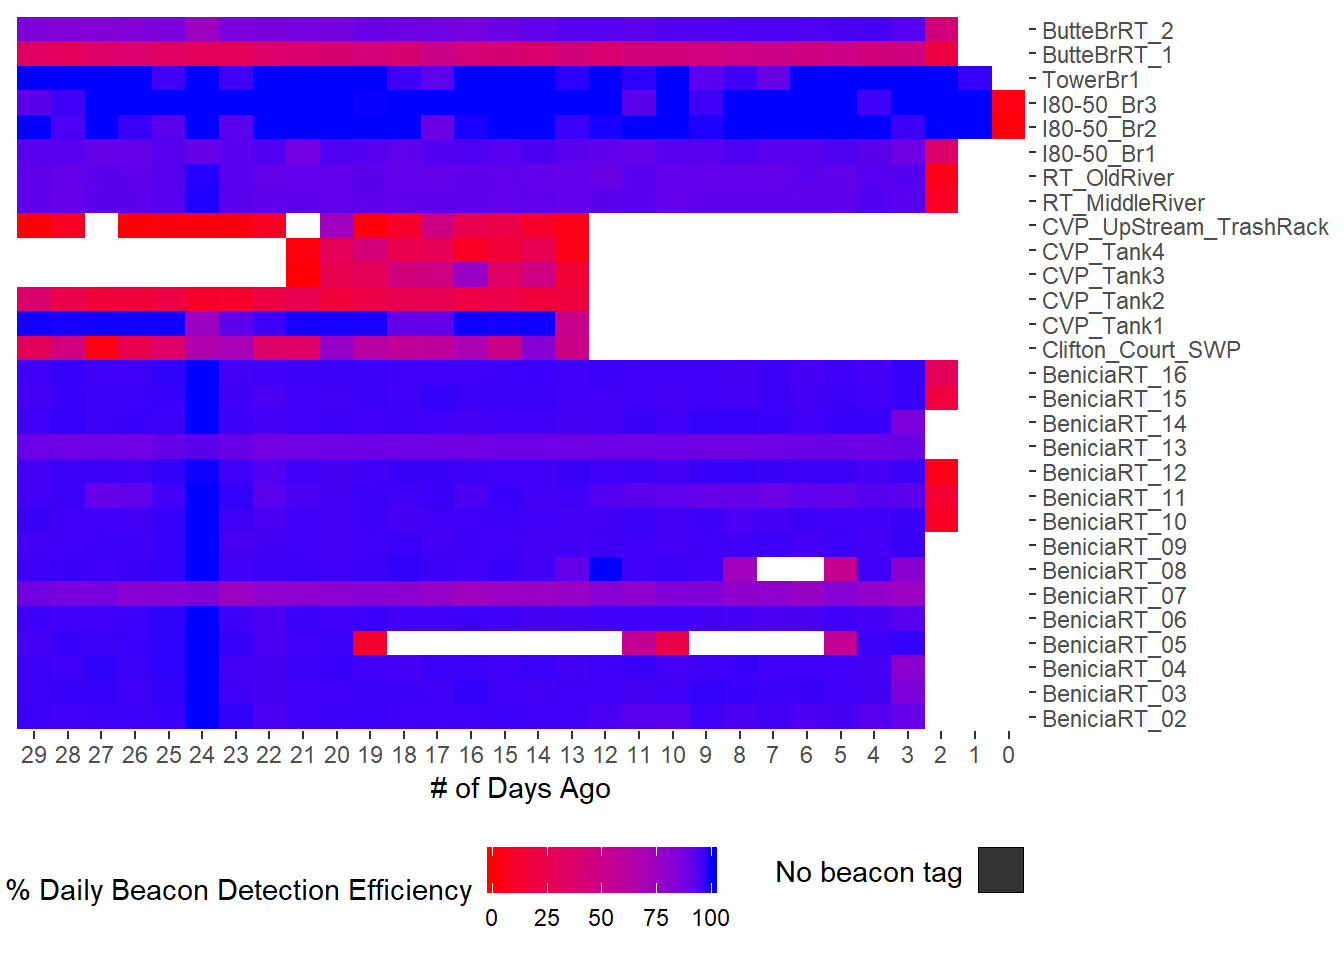 ButteBrRT_2
ButteBrRT_1
TowerBr1
I80-50_Br3
I80-50_Br2
I80-50_Br1
RT_OldRiver
RT_MiddleRiver
CVP_UpStream_TrashRack
CVP_Tank4
CVP_Tank3
CVP_Tank2
CVP_Tank1
Clifton_Court_SWP
BeniciaRT_16
BeniciaRT_15
BeniciaRT_14
BeniciaRT_13
BeniciaRT_12
BeniciaRT_11
BeniciaRT_10
BeniciaRT_09
BeniciaRT_08
BeniciaRT_07
BeniciaRT_06
BeniciaRT_05
BeniciaRT_04
BeniciaRT_03
BeniciaRT_02
29 28 27 26 25 24 23 22 21 20 19 18 17 16 15 14 13 12 11 10 9 8 7 6 5 4 3 2 1 0
# of Days Ago
% Daily Beacon Detection Efficiency
0 25 50 75 100
No beacon tag